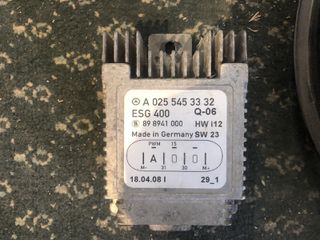 A 025 545 33 32
ESG 400 Q-06
89 8941 000 HW I12
Made in Germany SW 23
PWM 15
A
M- 31 30 M+
18.04.08 I 29_1